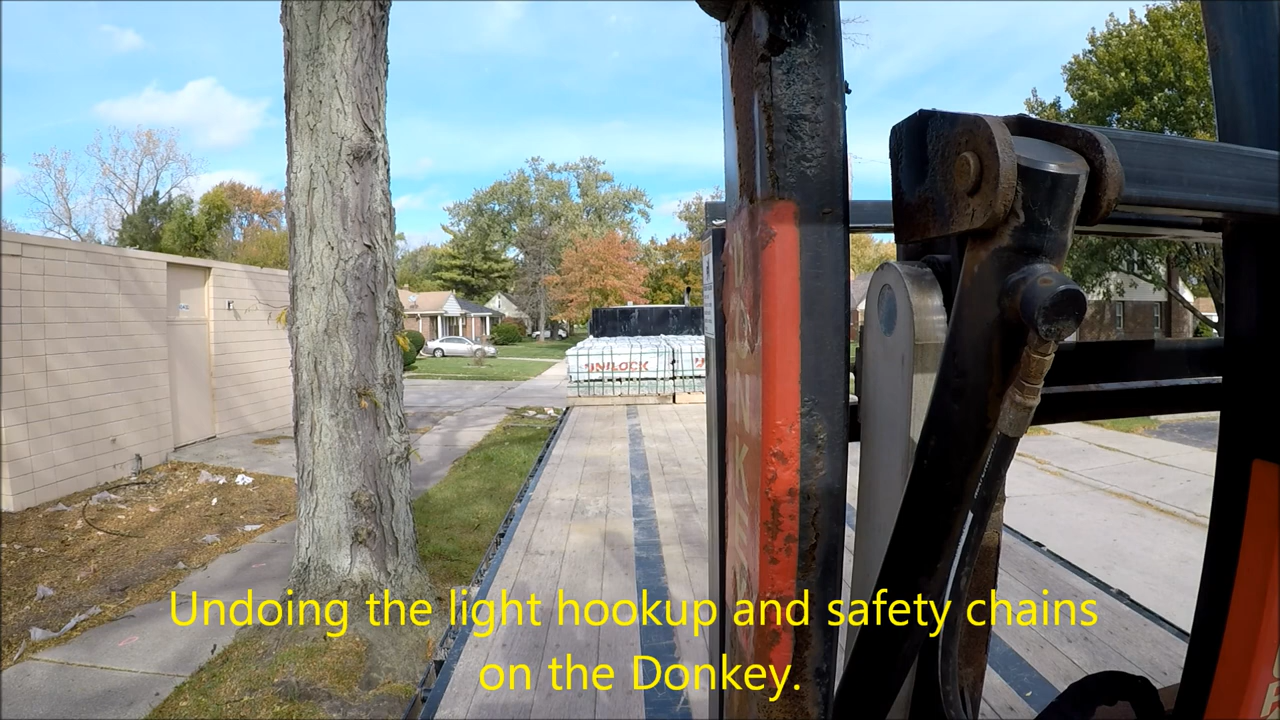 UNILOCK
Undoing the light hookup and safety chains
on the Donkey.